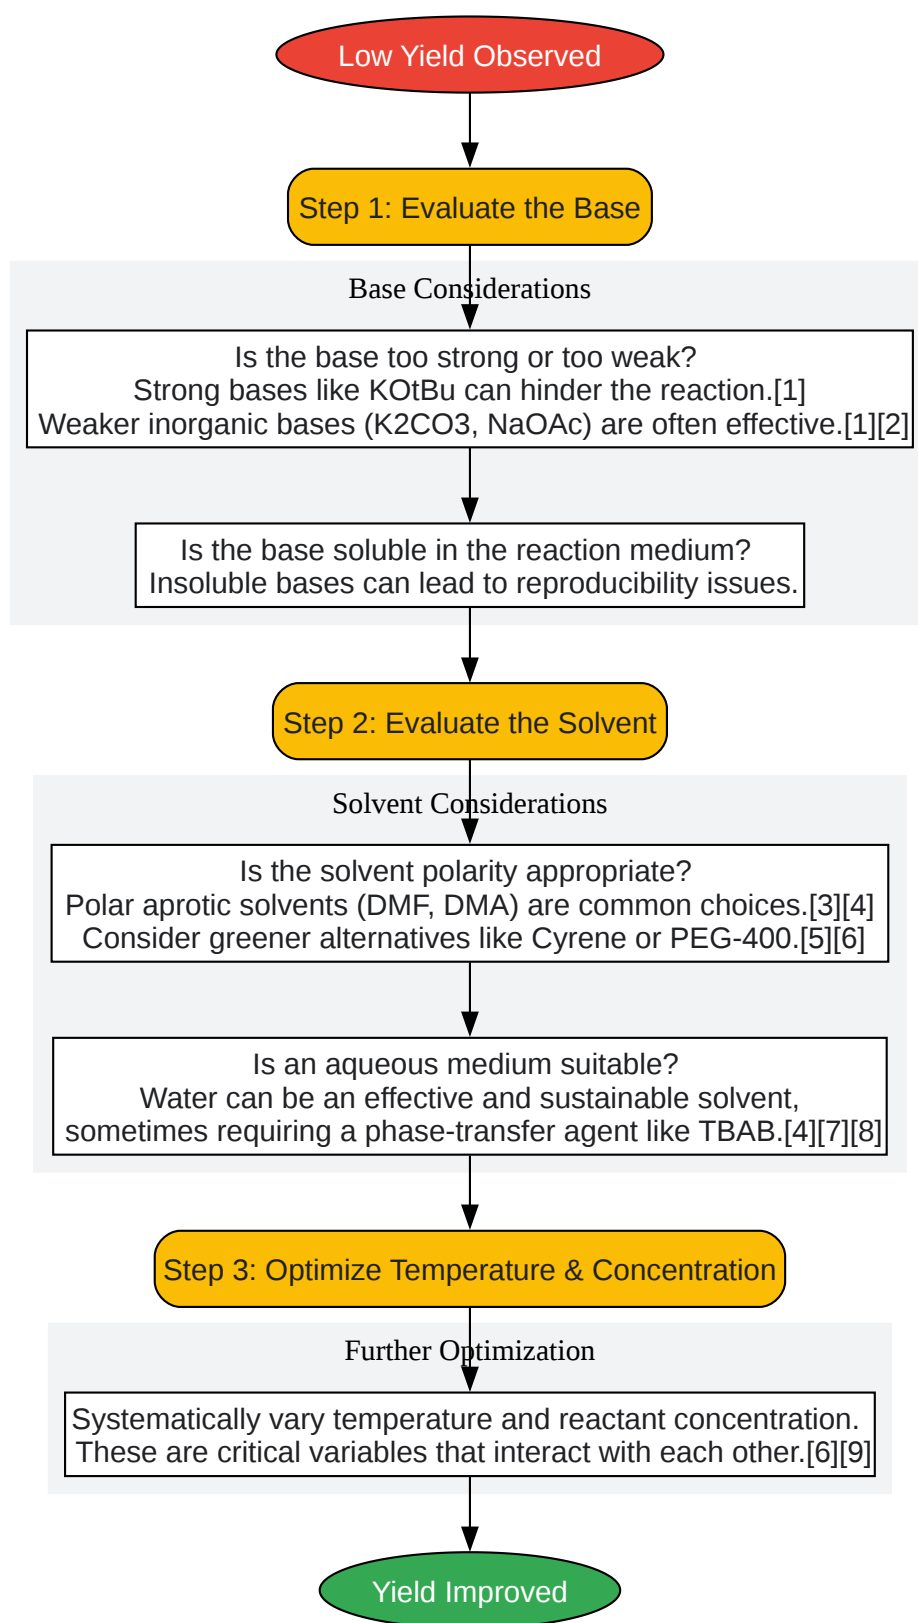 Low Yield Observed
Step 1: Evaluate the Base
Base Considerations
Is the base too strong or too weak?
Strong bases like KOtBu can hinder the reaction.[1]
Weaker inorganic bases (K2CO3, NaOAc) are often effective.[1][2]
Is the base soluble in the reaction medium?
Insoluble bases can lead to reproducibility issues.
Step 2: Evaluate the Solvent
Solvent Considerations
Is the solvent polarity appropriate?
Polar aprotic solvents (DMF, DMA) are common choices.[3][4]
Consider greener alternatives like Cyrene or PEG-400.[5][6]
Is an aqueous medium suitable?
Water can be an effective and sustainable solvent,
sometimes requiring a phase-transfer agent like TBAB.[4][7][8]
Step 3: Optimize Temperature & Concentration
Further Optimization
Systematically vary temperature and reactant concentration.
These are critical variables that interact with each other.[6][9]
Yield Improved